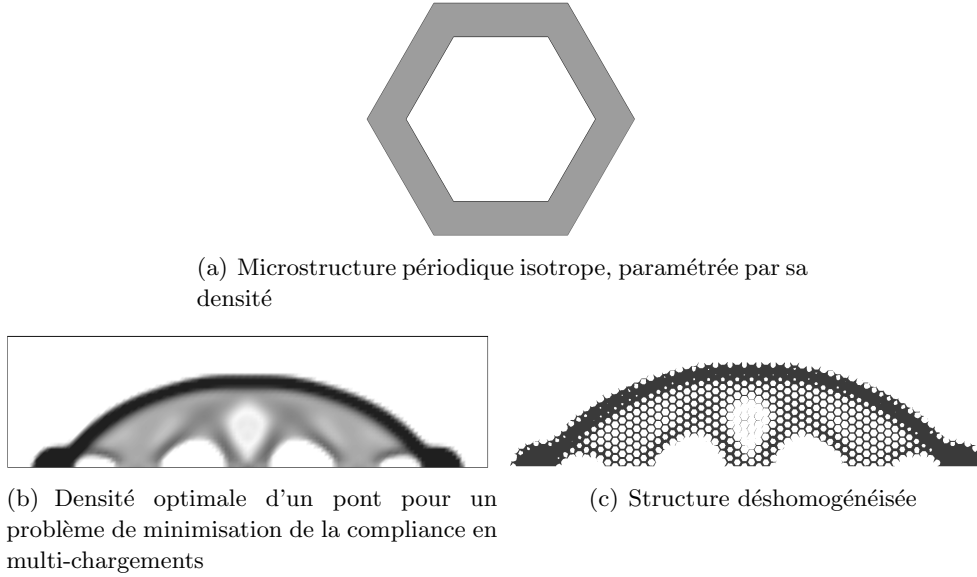 (a) Microstructure périodique isotrope, paramétrée par sa
densité
(b) Densité optimale d'un pont pour un
problème de minimisation de la compliance en
multi-chargements
(c) Structure déshomogénéisée